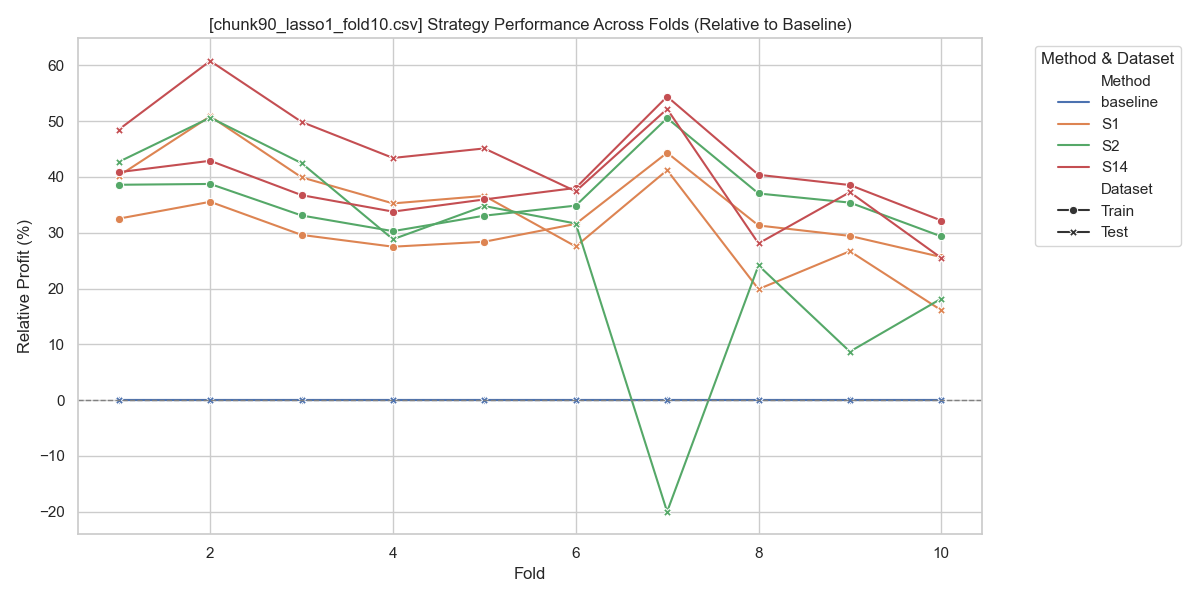 [chunk90_lasso1_fold10.csv] Strategy Performance Across Folds (Relative to Baseline)
Relative Profit (%)
60
50
40
30
20
10
0
−10
−20
2
4
6
8
10
Fold
Method & Dataset
Method
baseline
S1
S2
S14
Dataset
Train
Test